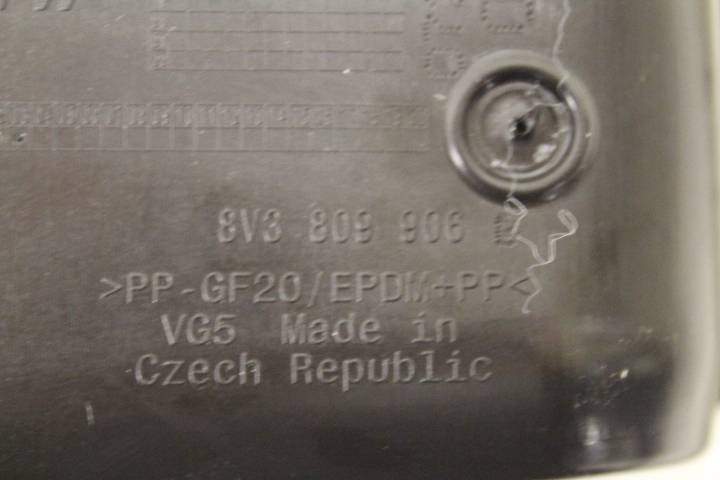 8V3 809 906
>PP-GF20/EPDM+PP<
VG5 Made in
Czech Republic